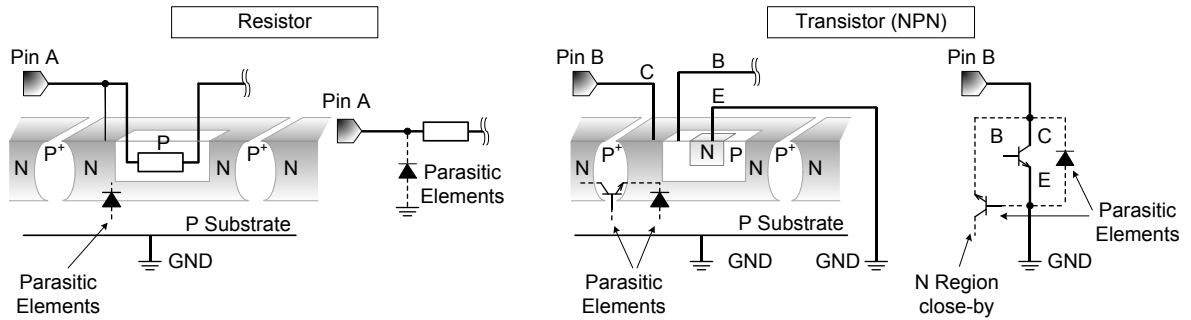 Resistor
Pin A
N
P+
N
P
N
P+
N
P Substrate
GND
Parasitic
Elements
Pin A
Parasitic
Elements
Transistor (NPN)
Pin B
C
B
E
N
P+
N
N
P
N
P+
N
P Substrate
GND
GND
Parasitic
Elements
Pin B
B
C
E
Parasitic
Elements
GND
N Region
close-by